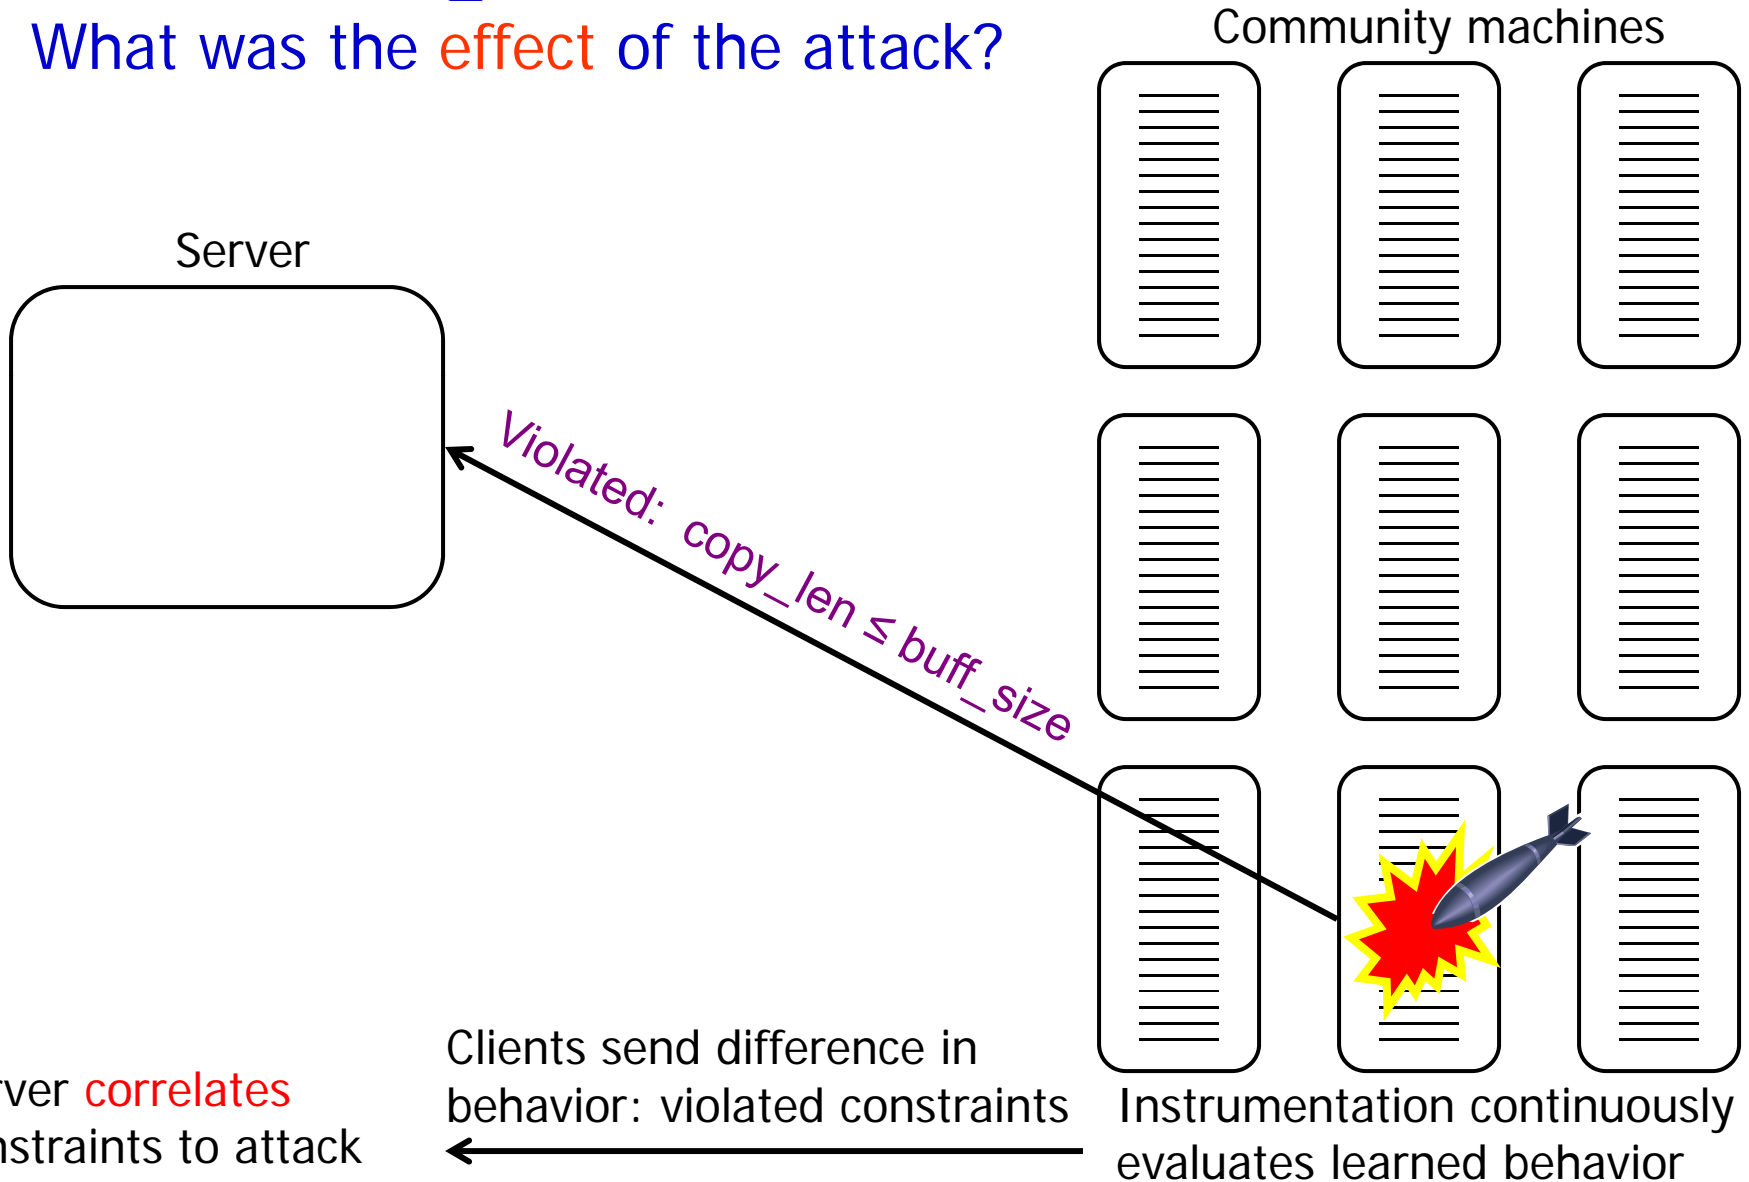 What was the effect of the attack?
Community machines
Server
Violated: copy_len ≤ buff_size
Clients send difference in
behavior: violated constraints
correlates
to attack
Instrumentation continuously
evaluates learned behavior